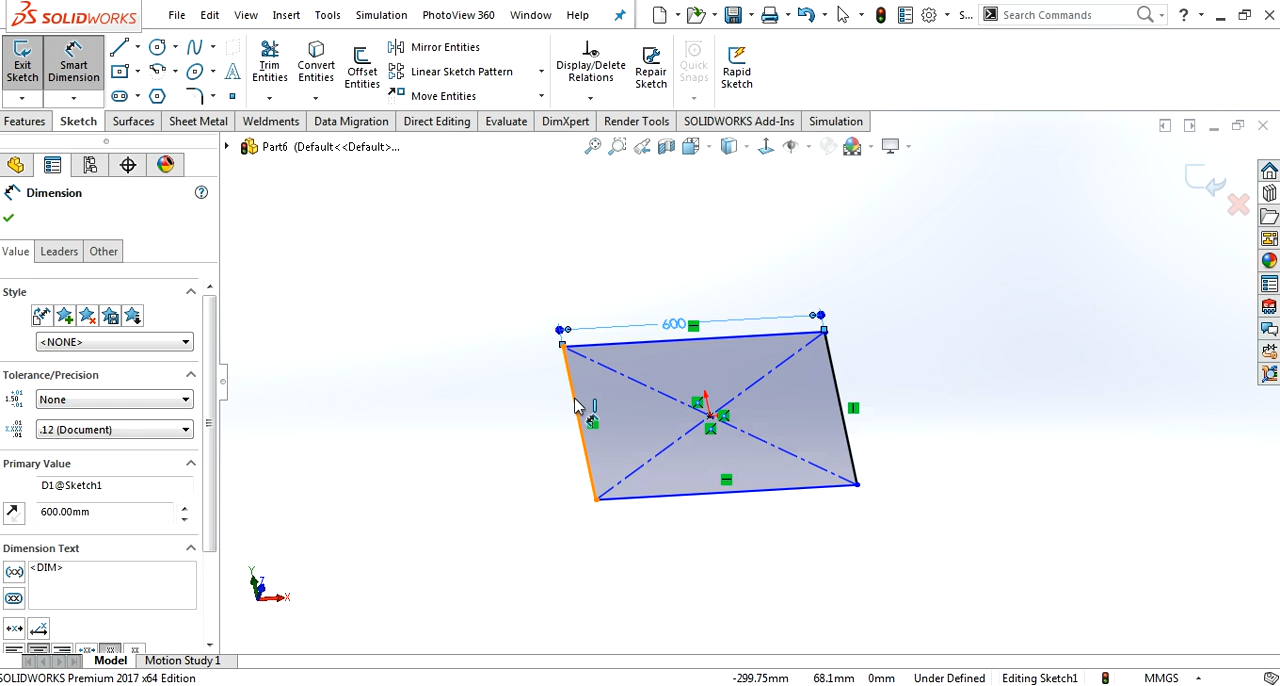 SOLIDWORKS File Edit View Insert Tools Simulation PhotoView 360 Window Help S... Search Commands ?
Exit Sketch
Smart Dimension
Trim Entities
Convert Entities
Offset Entities
Mirror Entities
Linear Sketch Pattern
Move Entities
Display/Delete Relations
Repair Sketch
Quick Snaps
Rapid Sketch
Features Sketch Surfaces Sheet Metal Weldments Data Migration Direct Editing Evaluate DimXpert Render Tools SOLIDWORKS Add-Ins Simulation
Part6 (Default<<Default>...
Dimension ?
Value Leaders Other
Style
<NONE>
Tolerance/Precision
1.50 +.01 -.01 None
.12 (Document)
Primary Value
D1@Sketch1
600.00mm
Dimension Text
(xx) <DIM>
600
Y Z X
Model Motion Study 1
SOLIDWORKS Premium 2017 x64 Edition -299.75mm 68.1mm 0mm Under Defined Editing Sketch1 MMGS